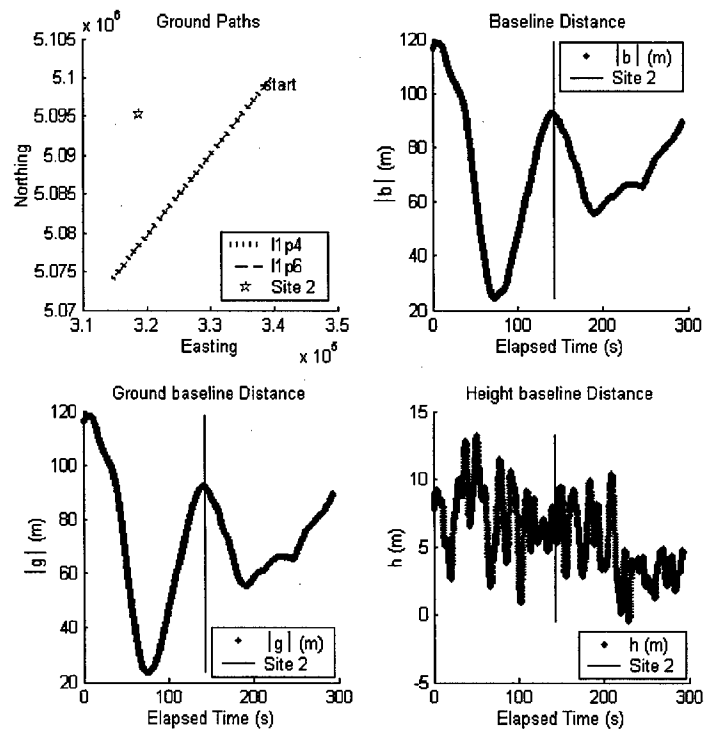 Ground Paths
x 10^6
5.105
5.1
5.095
5.09
5.085
5.08
5.075
5.07
Northing
start
l1p4
l1p6
Site 2
3.1 3.2 3.3 3.4 3.5
Easting
x 10^5
Baseline Distance
120
100
80
60
40
20
|b| (m)
|b| (m)
Site 2
0 100 200 300
Elapsed Time (s)
Ground baseline Distance
120
100
80
60
40
20
|g| (m)
|g| (m)
Site 2
0 100 200 300
Elapsed Time (s)
Height baseline Distance
15
10
5
0
-5
h (m)
h (m)
Site 2
0 100 200 300
Elapsed Time (s)